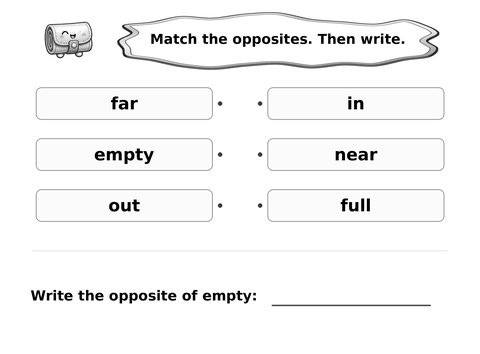 Match the opposites. Then write.
far in
empty near
out full
Write the opposite of empty: